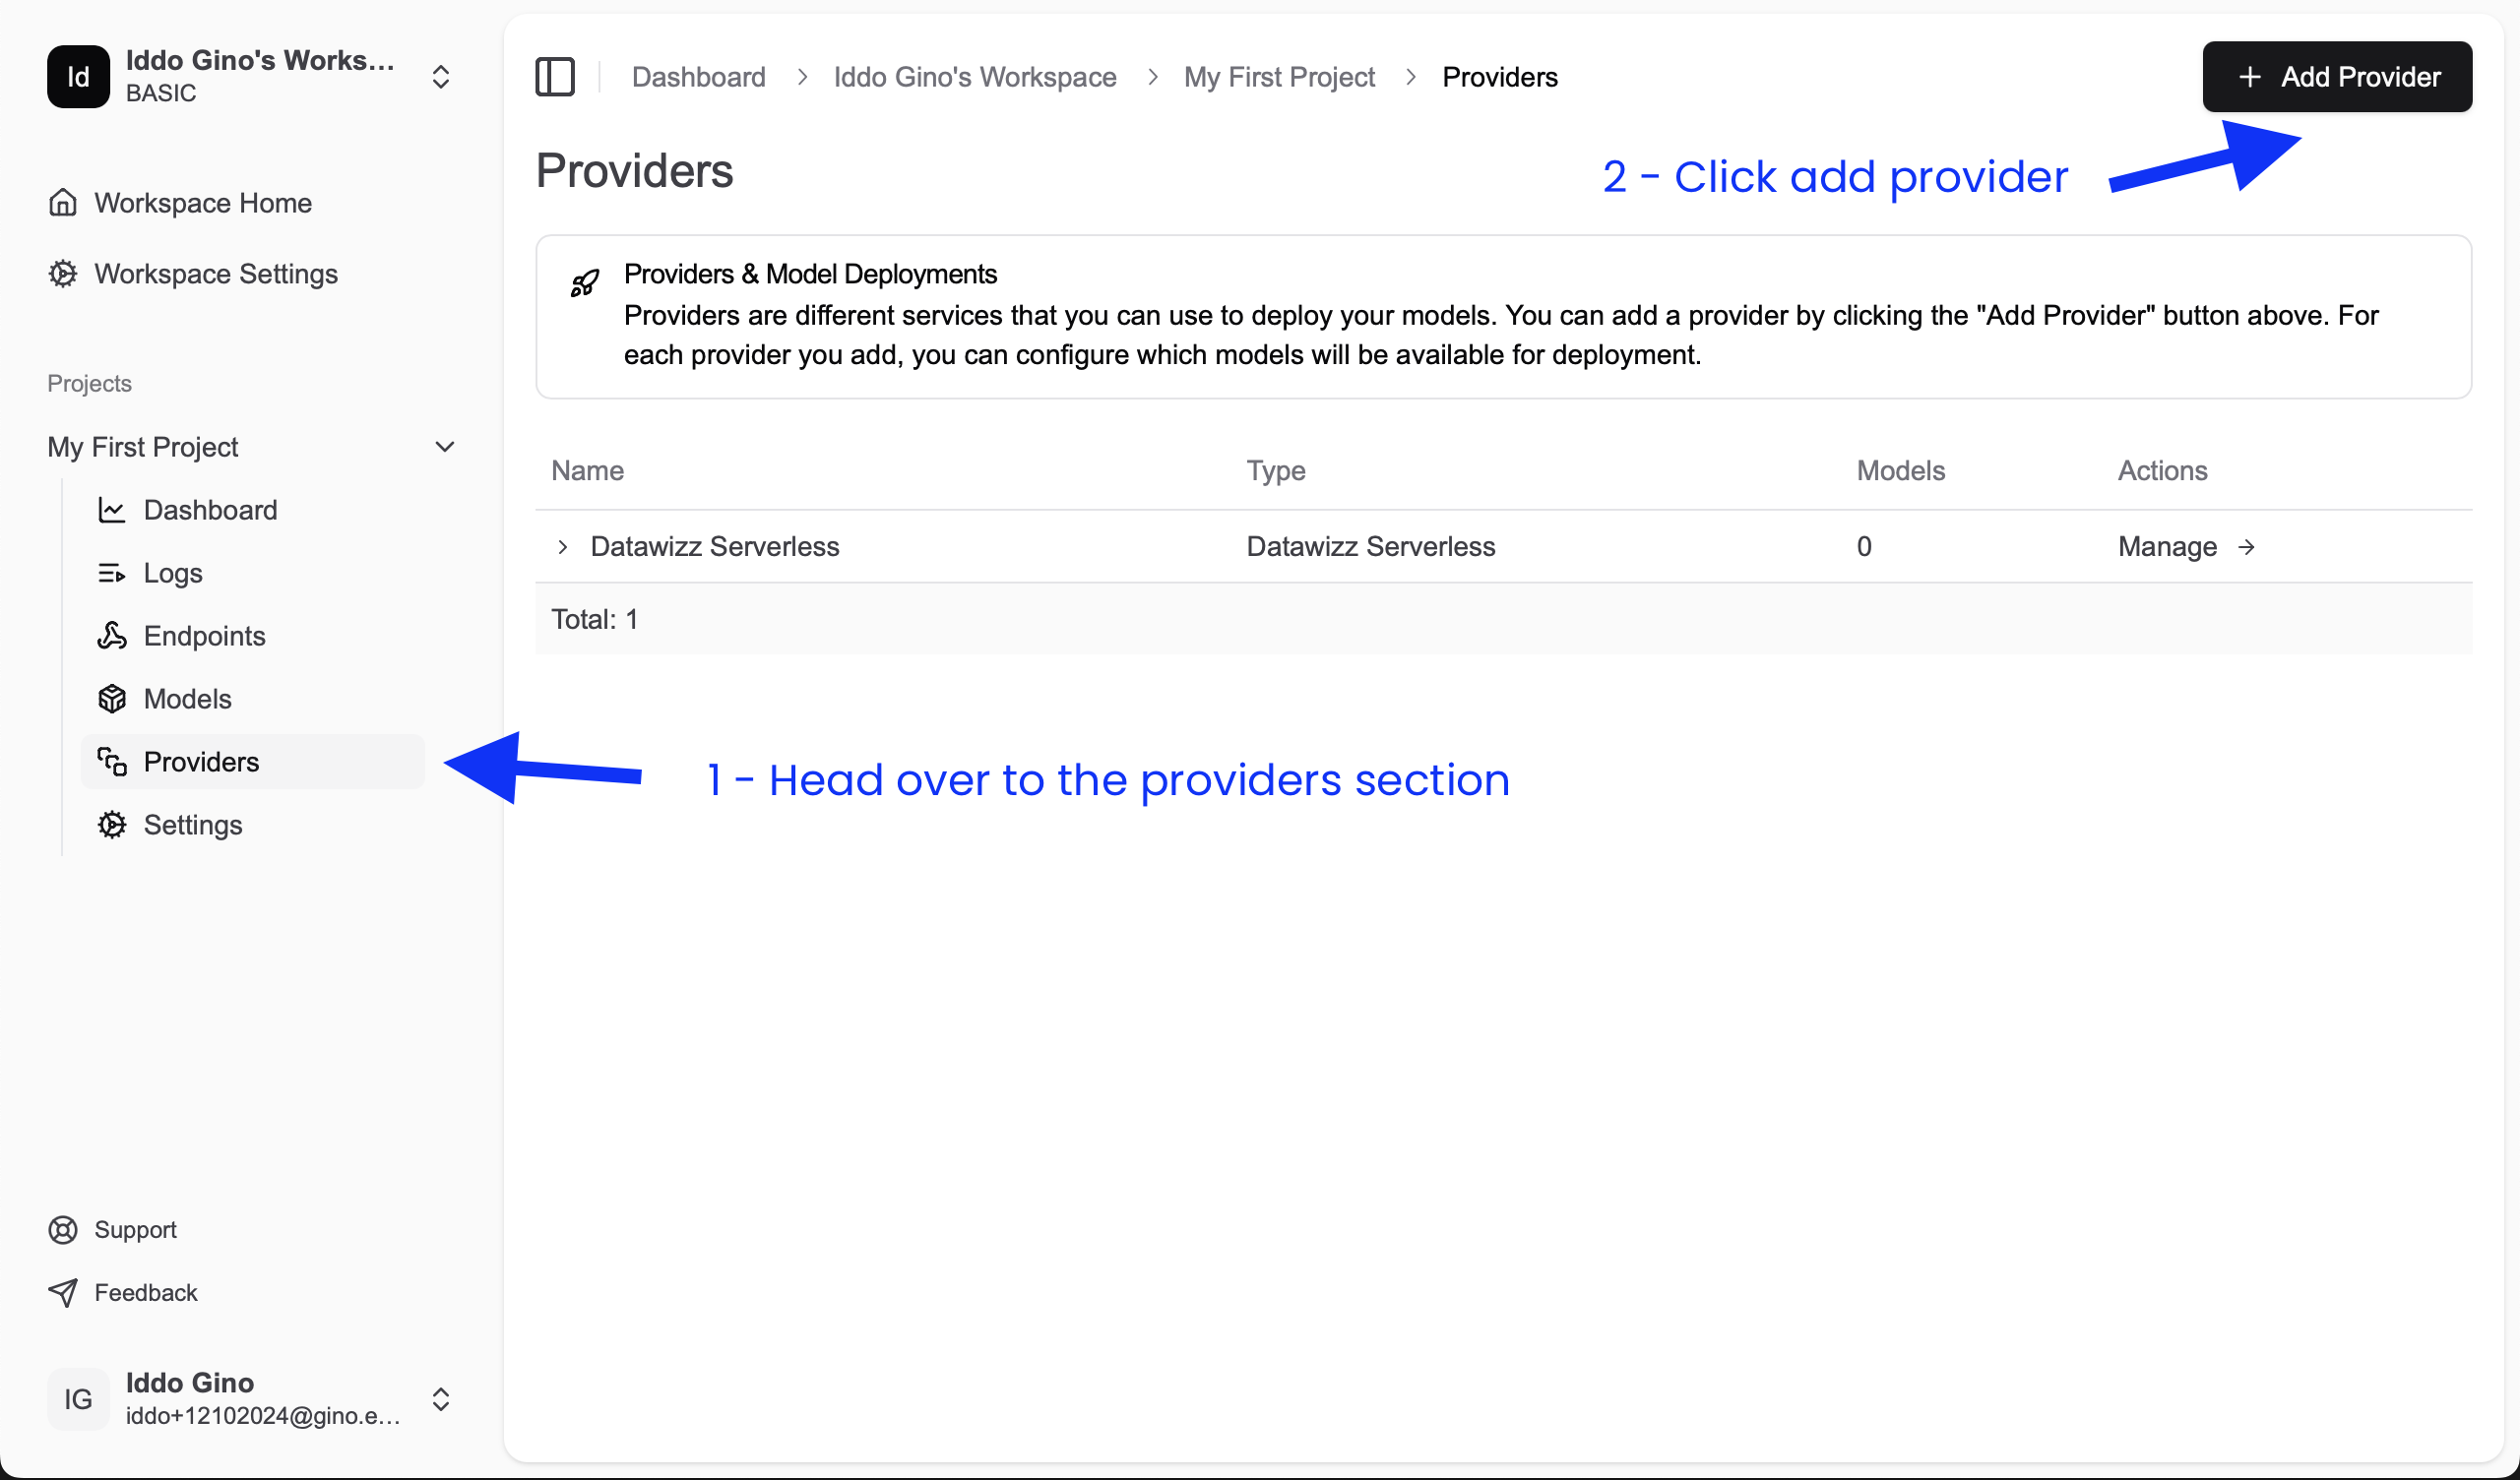 Id
Iddo Gino's Works...
BASIC
Workspace Home
Workspace Settings
Projects
My First Project
Dashboard
Logs
Endpoints
Models
Providers
Settings
Support
Feedback
IG
Iddo Gino
iddo+12102024@gino.e...
Dashboard > Iddo Gino's Workspace > My First Project > Providers
+ Add Provider
Providers
2 - Click add provider
Providers & Model Deployments
Providers are different services that you can use to deploy your models. You can add a provider by clicking the "Add Provider" button above. For
each provider you add, you can configure which models will be available for deployment.
Name Type Models Actions
Datawizz Serverless Datawizz Serverless 0 Manage →
Total: 1
1 - Head over to the providers section